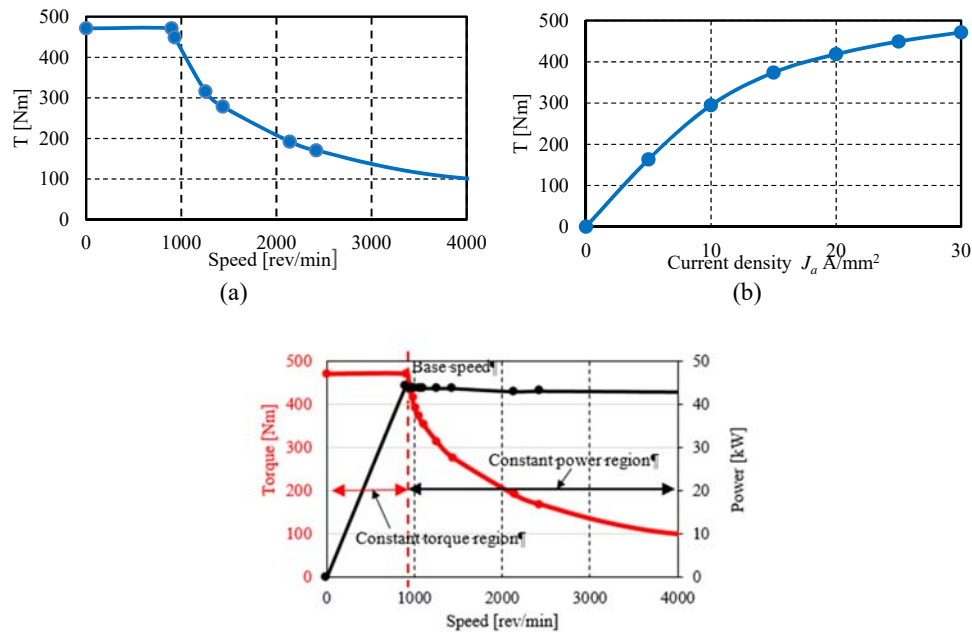 500
400
300
200
100
0
T [Nm]
0 1000 2000 3000 4000
Speed [rev/min]
(a)
500
400
300
200
100
0
T [Nm]
0 10 20 30
Current density Jₐ A/mm²
(b)
500
400
300
200
100
0
Torque [Nm]
Base speed¶
Constant power region¶
Constant torque region¶
50
40
30
20
10
0
Power [kW]
0 1000 2000 3000 4000
Speed [rev/min]